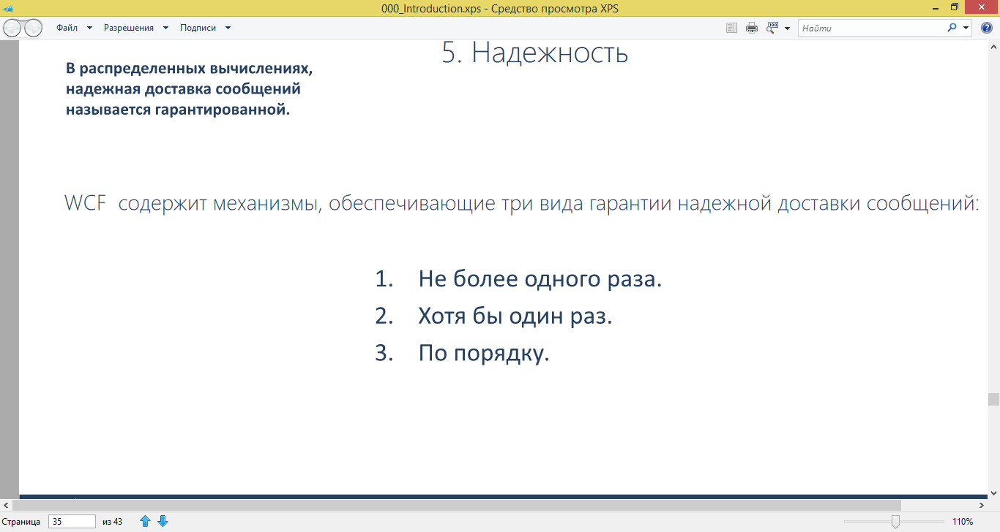 000_Introduction.xps - Средство просмотра XPS
Файл Разрешения Подписи
100
Найти
?
5. Надежность
В распределенных вычислениях,
надежная доставка сообщений
называется гарантированной.
WCF содержит механизмы, обеспечивающие три вида гарантии надежной доставки сообщений:
1. Не более одного раза.
2. Хотя бы один раз.
3. По порядку.
Страница 35 из 43 110%